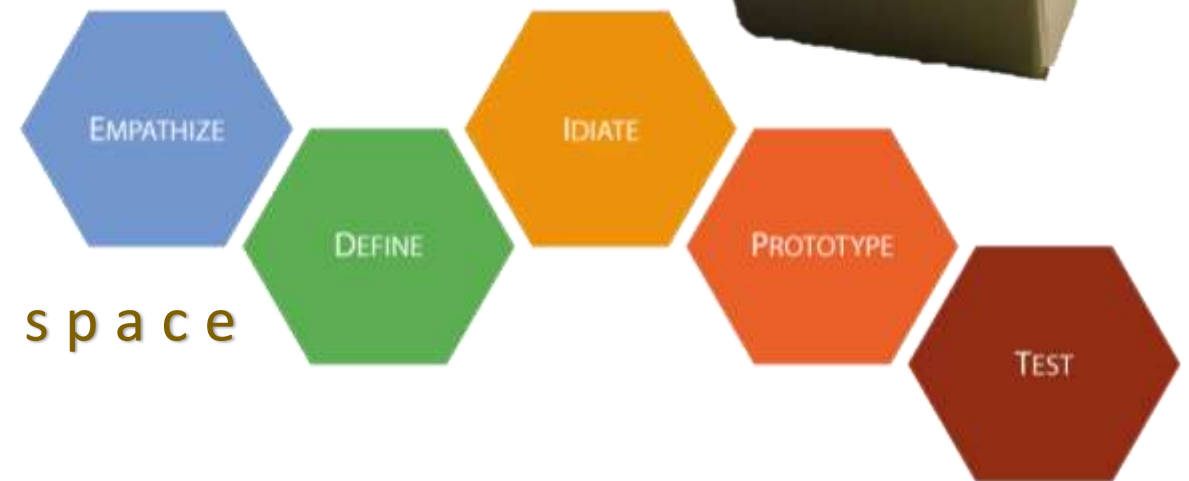 EMPATHIZE
DEFINE
IDIATE
PROTOTYPE
TEST
space